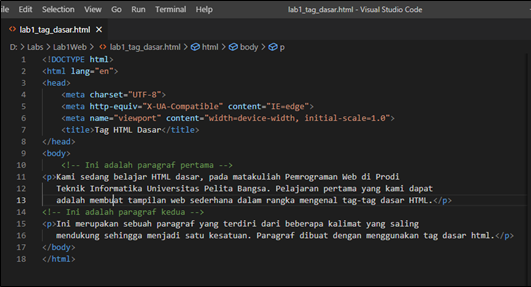 ile Edit Selection View Go Run Terminal Help lab1_tag_dasar.html - Visual Studio Code
lab1_tag_dasar.html ×
D: > Labs > Lab1Web > lab1_tag_dasar.html > html > body > p
1 <!DOCTYPE html>
2 <html lang="en">
3 <head>
4 <meta charset="UTF-8">
5 <meta http-equiv="X-UA-Compatible" content="IE=edge">
6 <meta name="viewport" content="width=device-width, initial-scale=1.0">
7 <title>Tag HTML Dasar</title>
8 </head>
9 <body>
10 <!-- Ini adalah paragraf pertama -->
11 <p>Kami sedang belajar HTML dasar, pada matakuliah Pemrograman Web di Prodi
12 Teknik Informatika Universitas Pelita Bangsa. Pelajaran pertama yang kami dapat
13 adalah membuat tampilan web sederhana dalam rangka mengenal tag-tag dasar HTML.</p>
14 <!-- Ini adalah paragraf kedua -->
15 <p>Ini merupakan sebuah paragraf yang terdiri dari beberapa kalimat yang saling
16 mendukung sehingga menjadi satu kesatuan. Paragraf dibuat dengan menggunakan tag dasar html.</p>
17 </body>
18 </html>